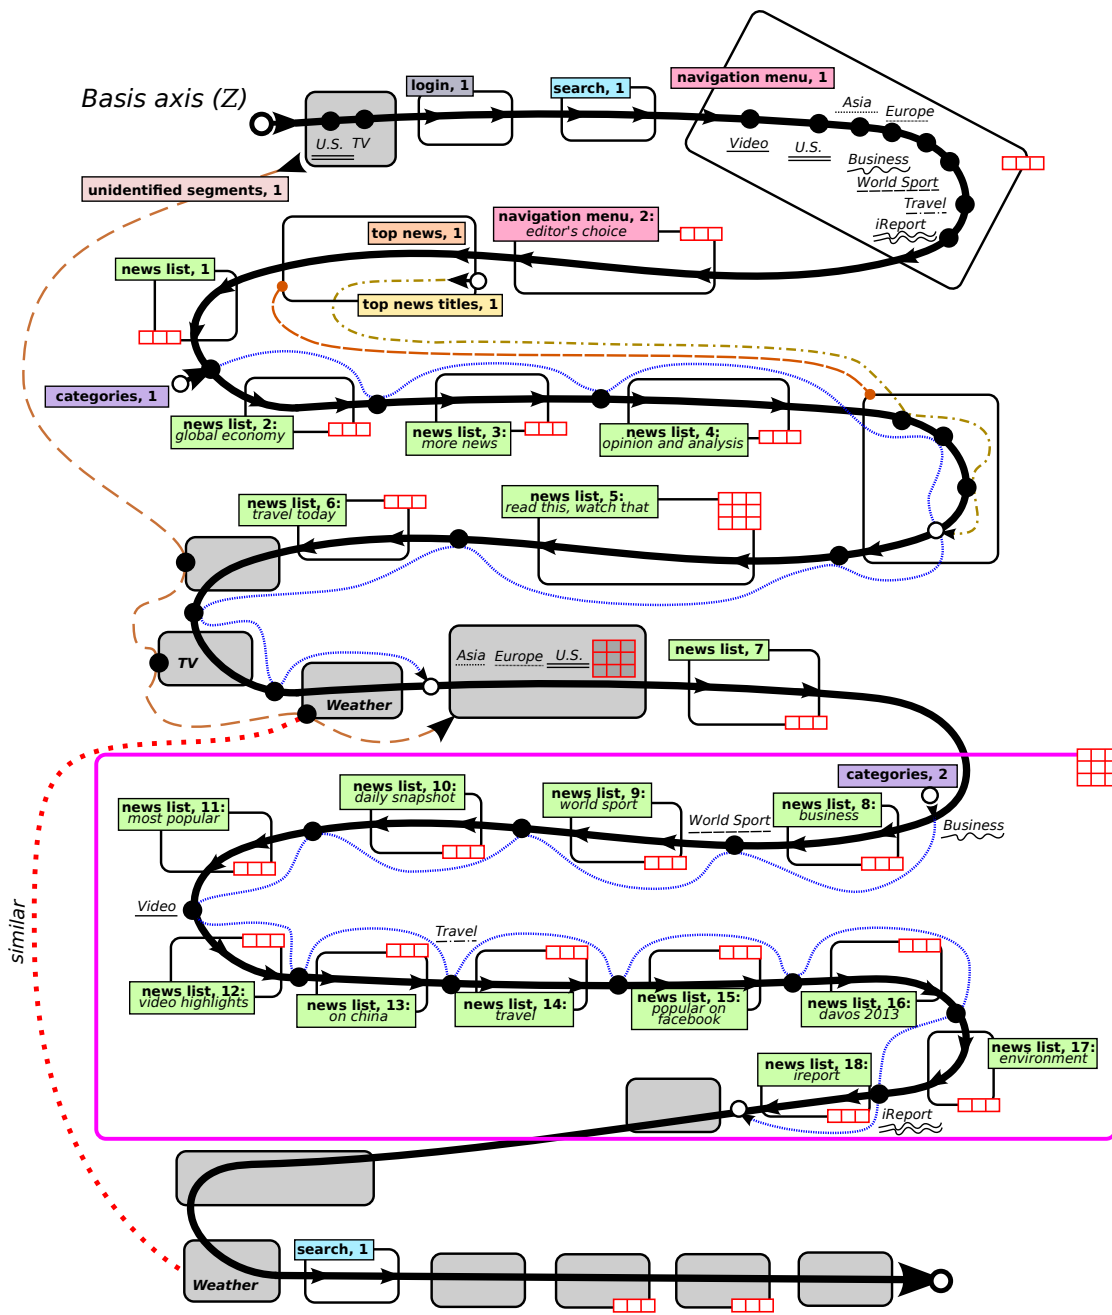 Basis axis (Z)
login, 1
search, 1
navigation menu, 1
U.S.
TV
Video
U.S.
Asia
Europe
Business
World Sport
Travel
iReport
unidentified segments, 1
top news, 1
navigation menu, 2:
editor's choice
news list, 1
top news titles, 1
categories, 1
news list, 2:
global economy
news list, 3:
more news
news list, 4:
opinion and analysis
news list, 6:
travel today
news list, 5:
read this, watch that
TV
Weather
Asia
Europe
U.S.
news list, 7
categories, 2
news list, 11:
most popular
news list, 10:
daily snapshot
news list, 9:
world sport
World Sport
news list, 8:
business
Business
similar
Video
Travel
news list, 12:
video highlights
news list, 13:
on china
news list, 14:
travel
news list, 15:
popular on
facebook
news list, 16:
davos 2013
news list, 17:
environment
news list, 18:
ireport
iReport
search, 1
Weather